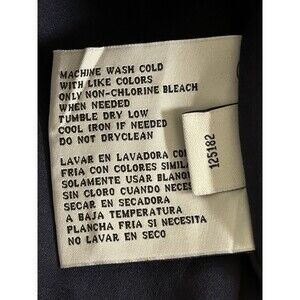 MACHINE WASH COLD
WITH LIKE COLORS
ONLY NON-CHLORINE BLEACH
WHEN NEEDED
TUMBLE DRY LOW
COOL IRON IF NEEDED
DO NOT DRYCLEAN
LAVAR EN LAVADORA CO
FRIA CON COLORES SIMILA
SOLAMENTE USAR BLANQ
SIN CLORO CUANDO NECES
SECAR EN SECADORA
A BAJA TEMPERATURA
PLANCHA FRIA SI NECESITA
NO LAVAR EN SECO
125182